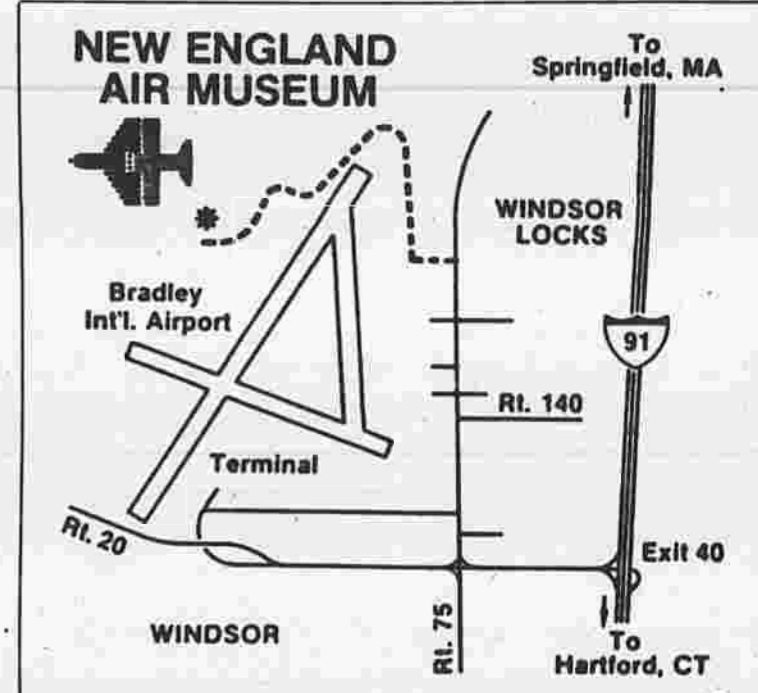 NEW ENGLAND
AIR MUSEUM
To
Springfield, MA
WINDSOR
LOCKS
Bradley
Int'l. Airport
91
Rt. 140
Terminal
Rt. 20
Exit 40
WINDSOR
Rt. 75
To
Hartford, CT